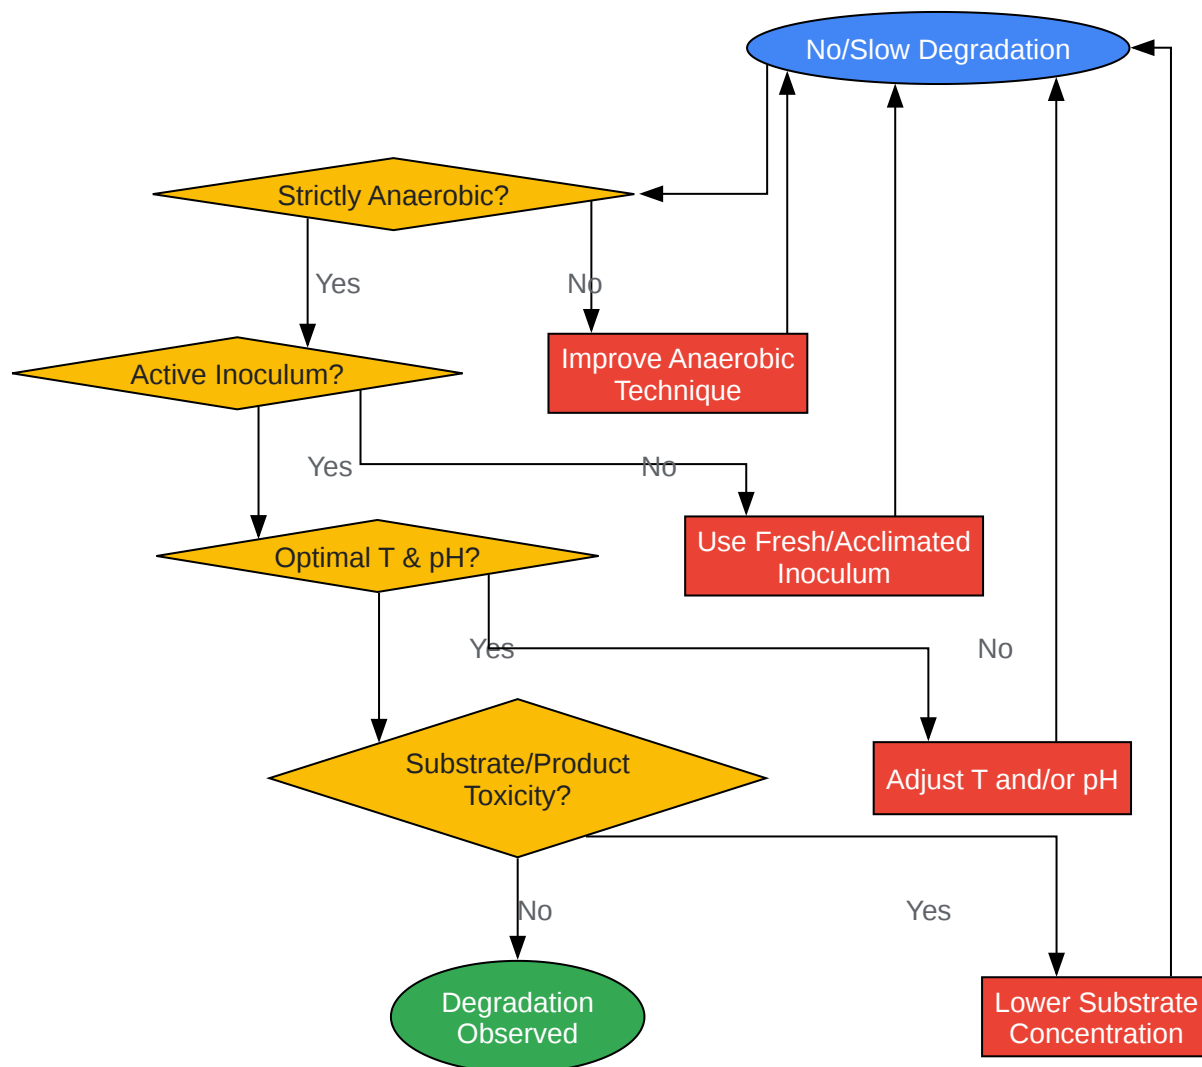 No/Slow Degradation
Strictly Anaerobic?
Yes
No
Improve Anaerobic
Technique
Active Inoculum?
Yes
No
Use Fresh/Acclimated
Inoculum
Optimal T & pH?
Yes
No
Substrate/Product
Toxicity?
Adjust T and/or pH
No
Yes
Degradation
Observed
Lower Substrate
Concentration